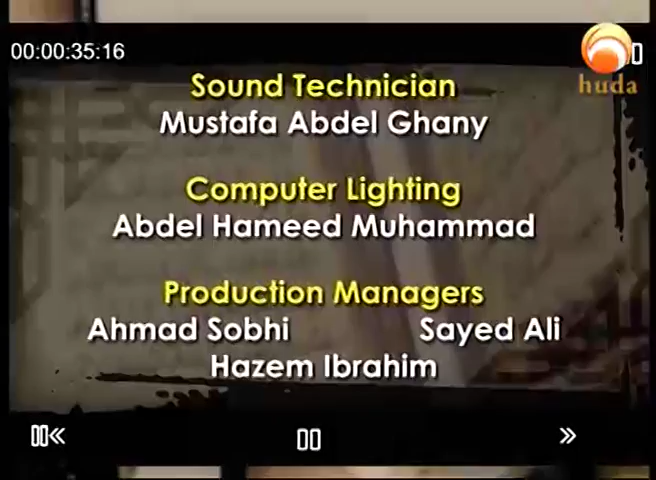 00:00:35:16
huda
Sound Technician
Mustafa Abdel Ghany
Computer Lighting
Abdel Hameed Muhammad
Production Managers
Ahmad Sobhi Sayed Ali
Hazem Ibrahim